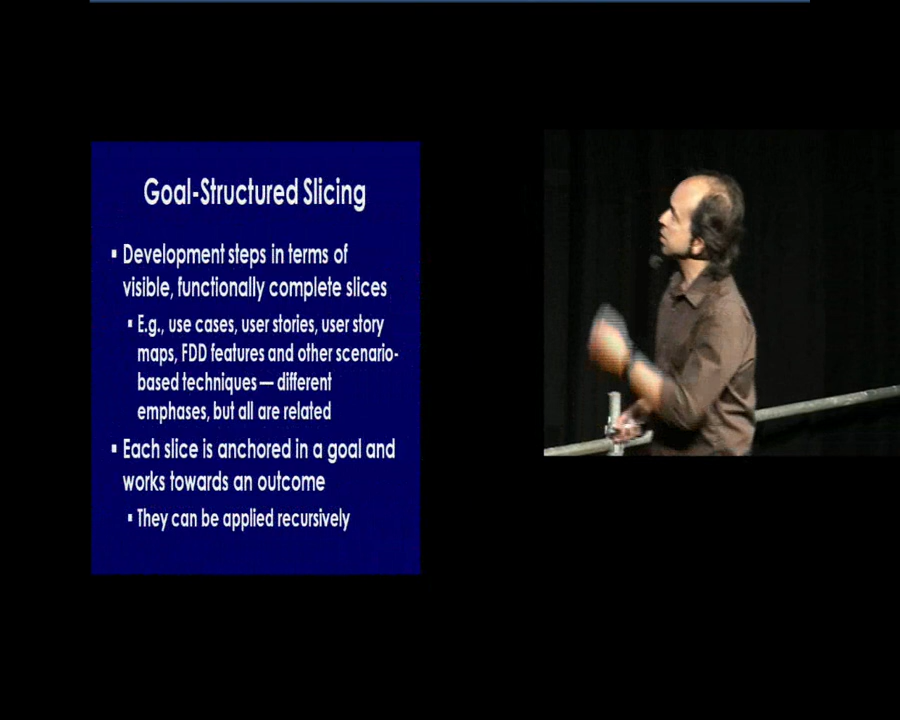 Goal-Structured Slicing
▪ Development steps in terms of
visible, functionally complete slices
▪ E.g., use cases, user stories, user story
maps, FDD features and other scenario-
based techniques — different
emphases, but all are related
▪ Each slice is anchored in a goal and
works towards an outcome
▪ They can be applied recursively